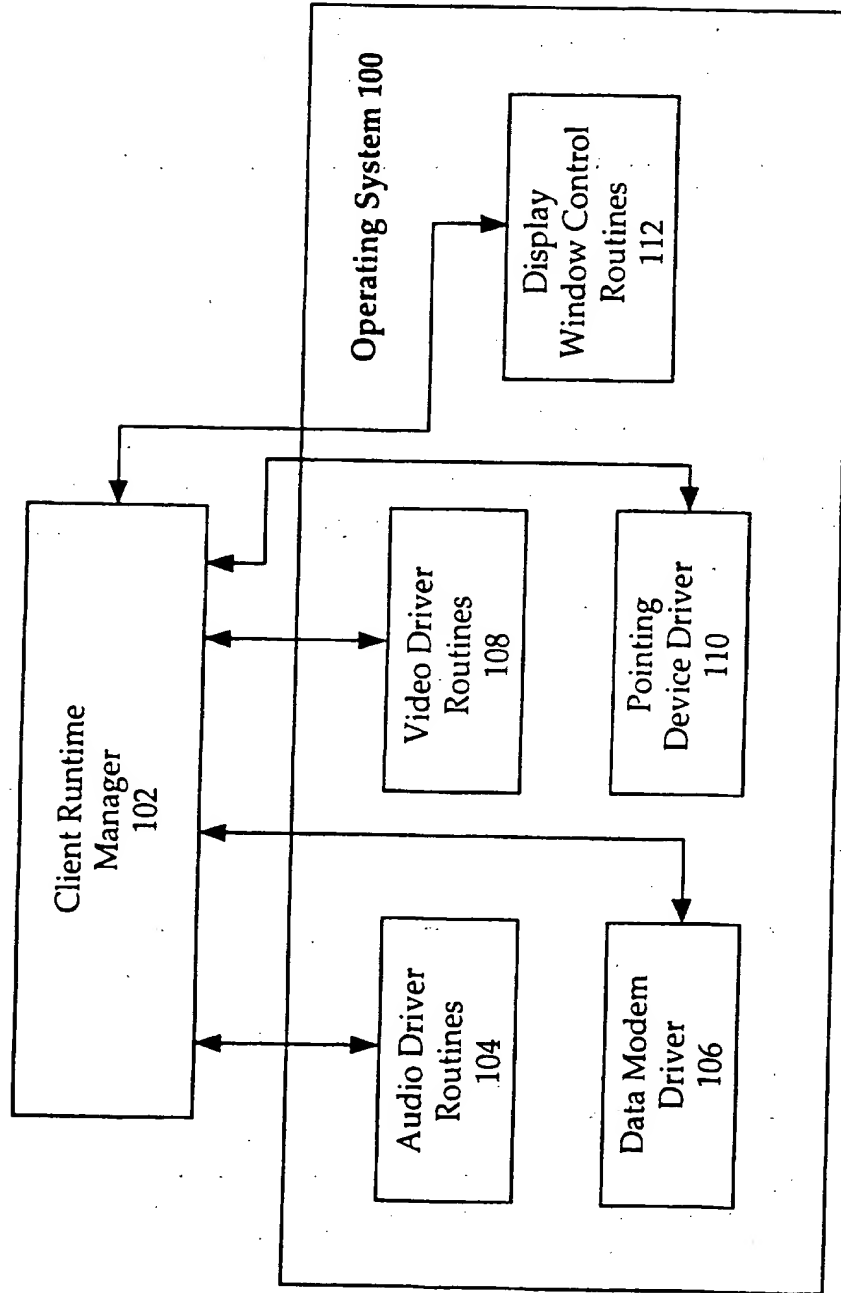 Client Runtime
Manager
102
Operating System 100
Audio Driver
Routines
104
Video Driver
Routines
108
Display
Window Control
Routines
112
Data Modem
Driver
106
Pointing
Device Driver
110